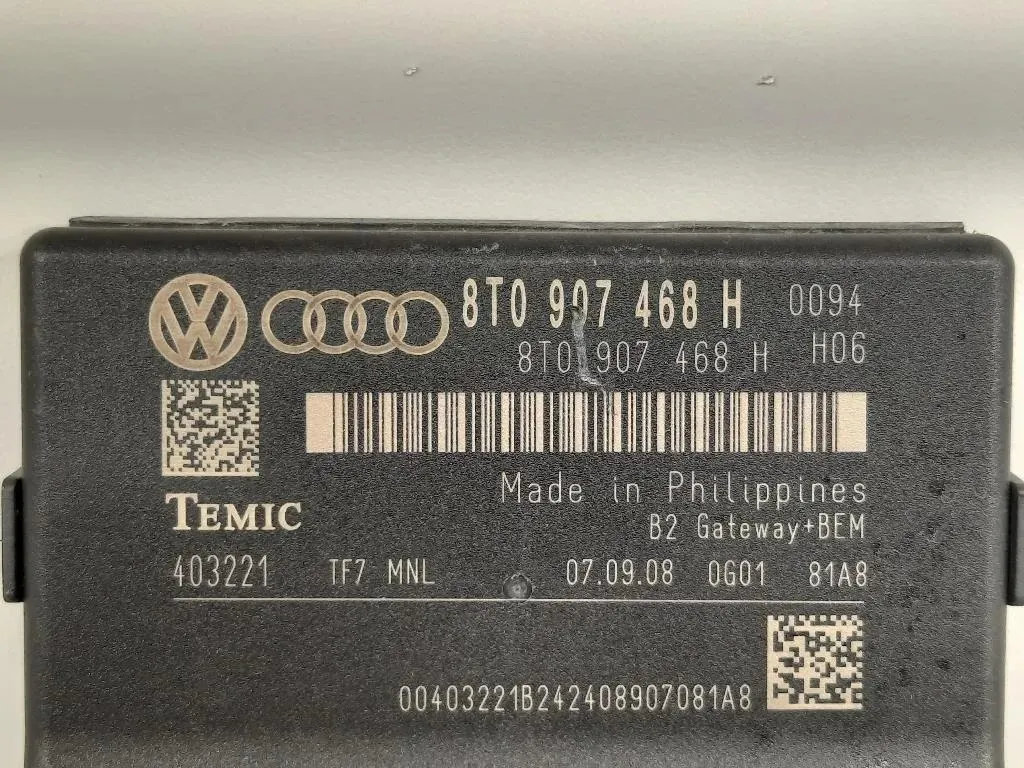 8T0 907 468 H 0094
8T0 907 468 H H06
TEMIC
Made in Philippines
B2 Gateway+BEM
403221 TF7 MNL 07.09.08 0G01 81A8
00403221B242408907081A8